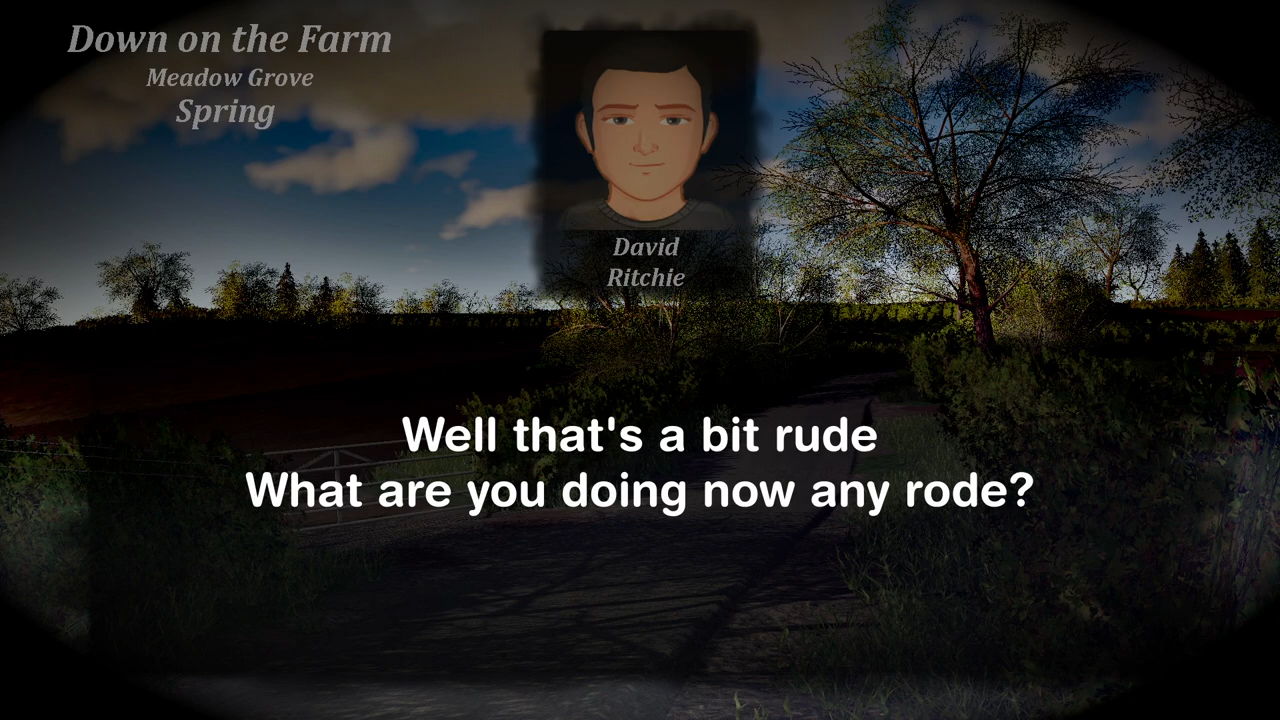 Down on the Farm
Meadow Grove
Spring
David
Ritchie
Well that's a bit rude
What are you doing now any rode?